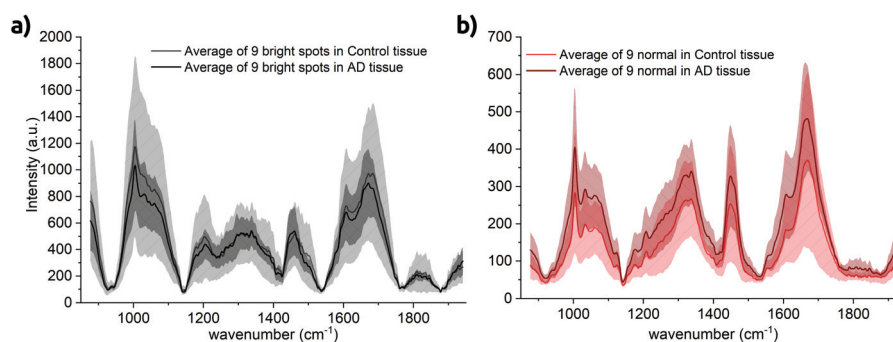 a)
Average of 9 bright spots in Control tissue
Average of 9 bright spots in AD tissue
Intensity (a.u.)
2000
1800
1600
1400
1200
1000
800
600
400
200
0
1000 1200 1400 1600 1800
wavenumber (cm⁻¹)
b)
Average of 9 normal in Control tissue
Average of 9 normal in AD tissue
700
600
500
400
300
200
100
0
1000 1200 1400 1600 1800
wavenumber (cm⁻¹)